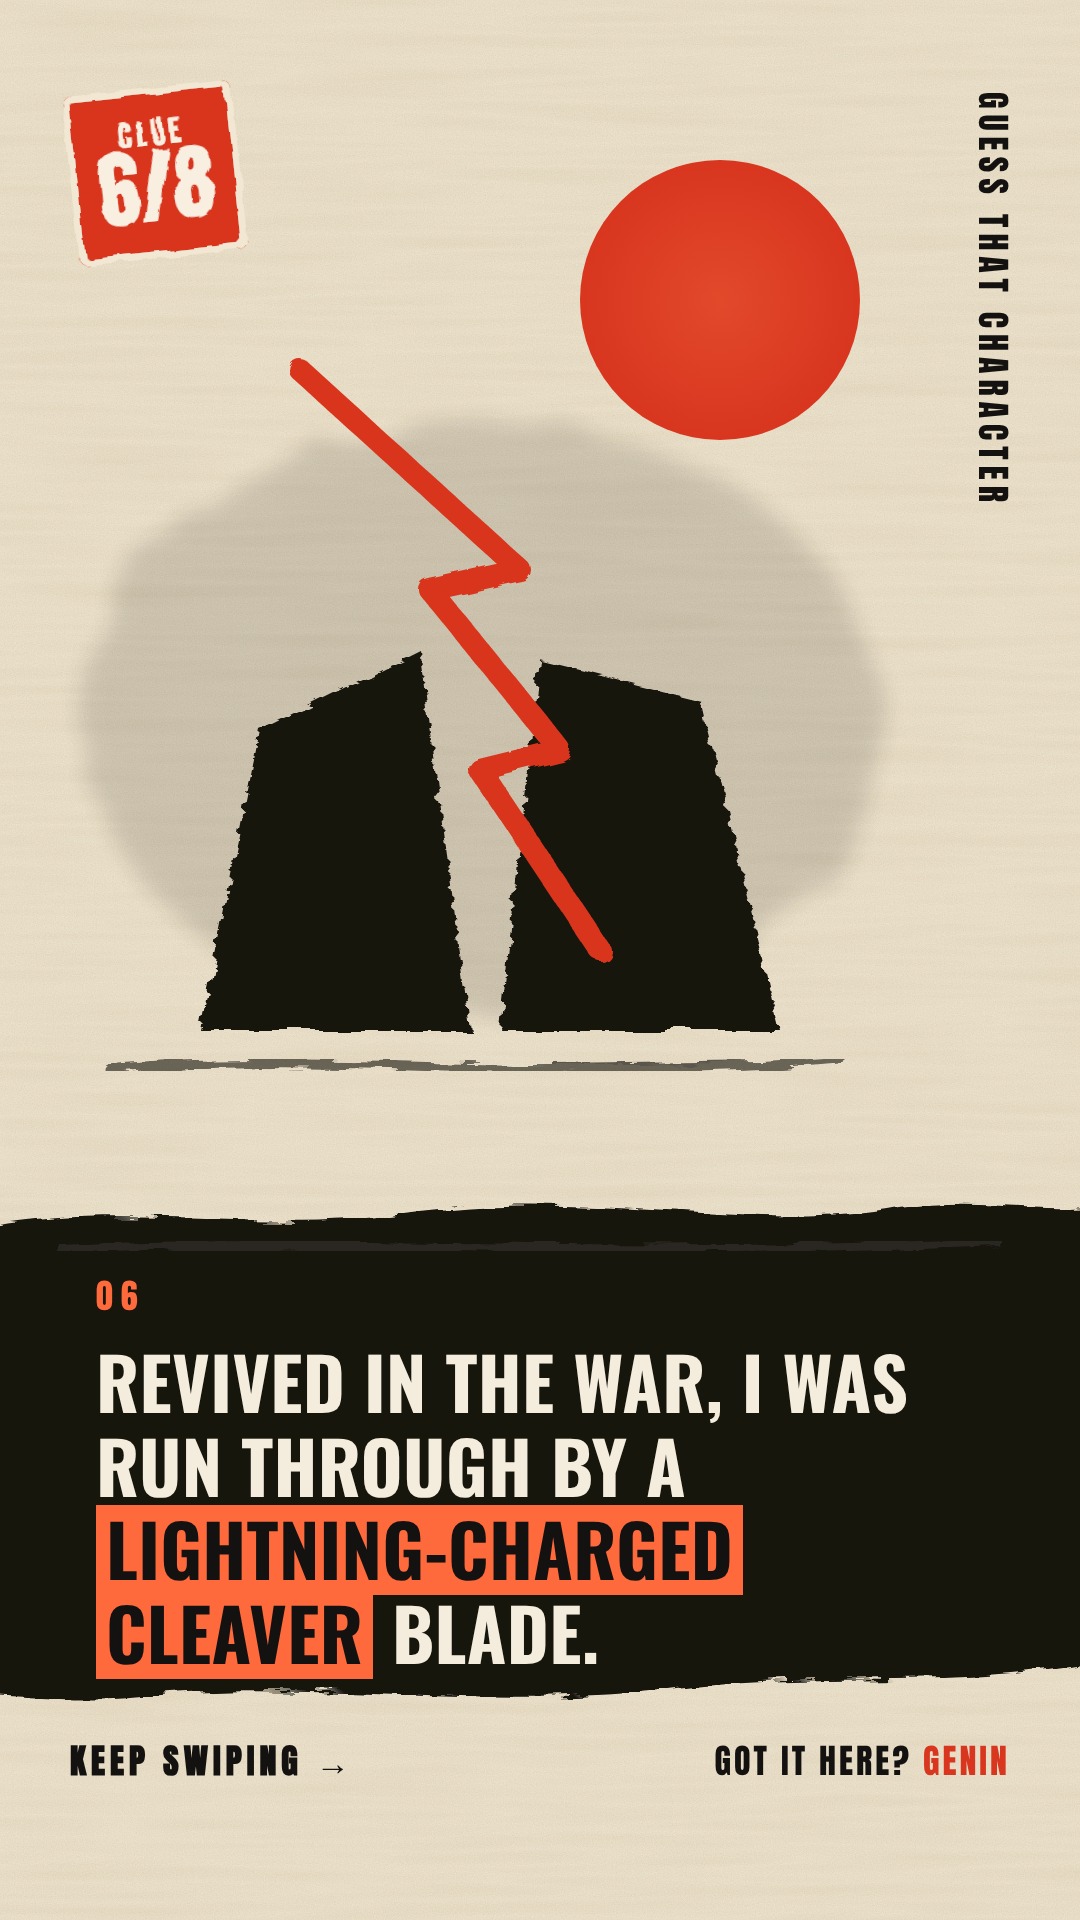 CLUE
6/8
GUESS THAT CHARACTER
06
REVIVED IN THE WAR, I WAS
RUN THROUGH BY A
LIGHTNING-CHARGED
CLEAVER BLADE.
KEEP SWIPING →
GOT IT HERE? GENIN